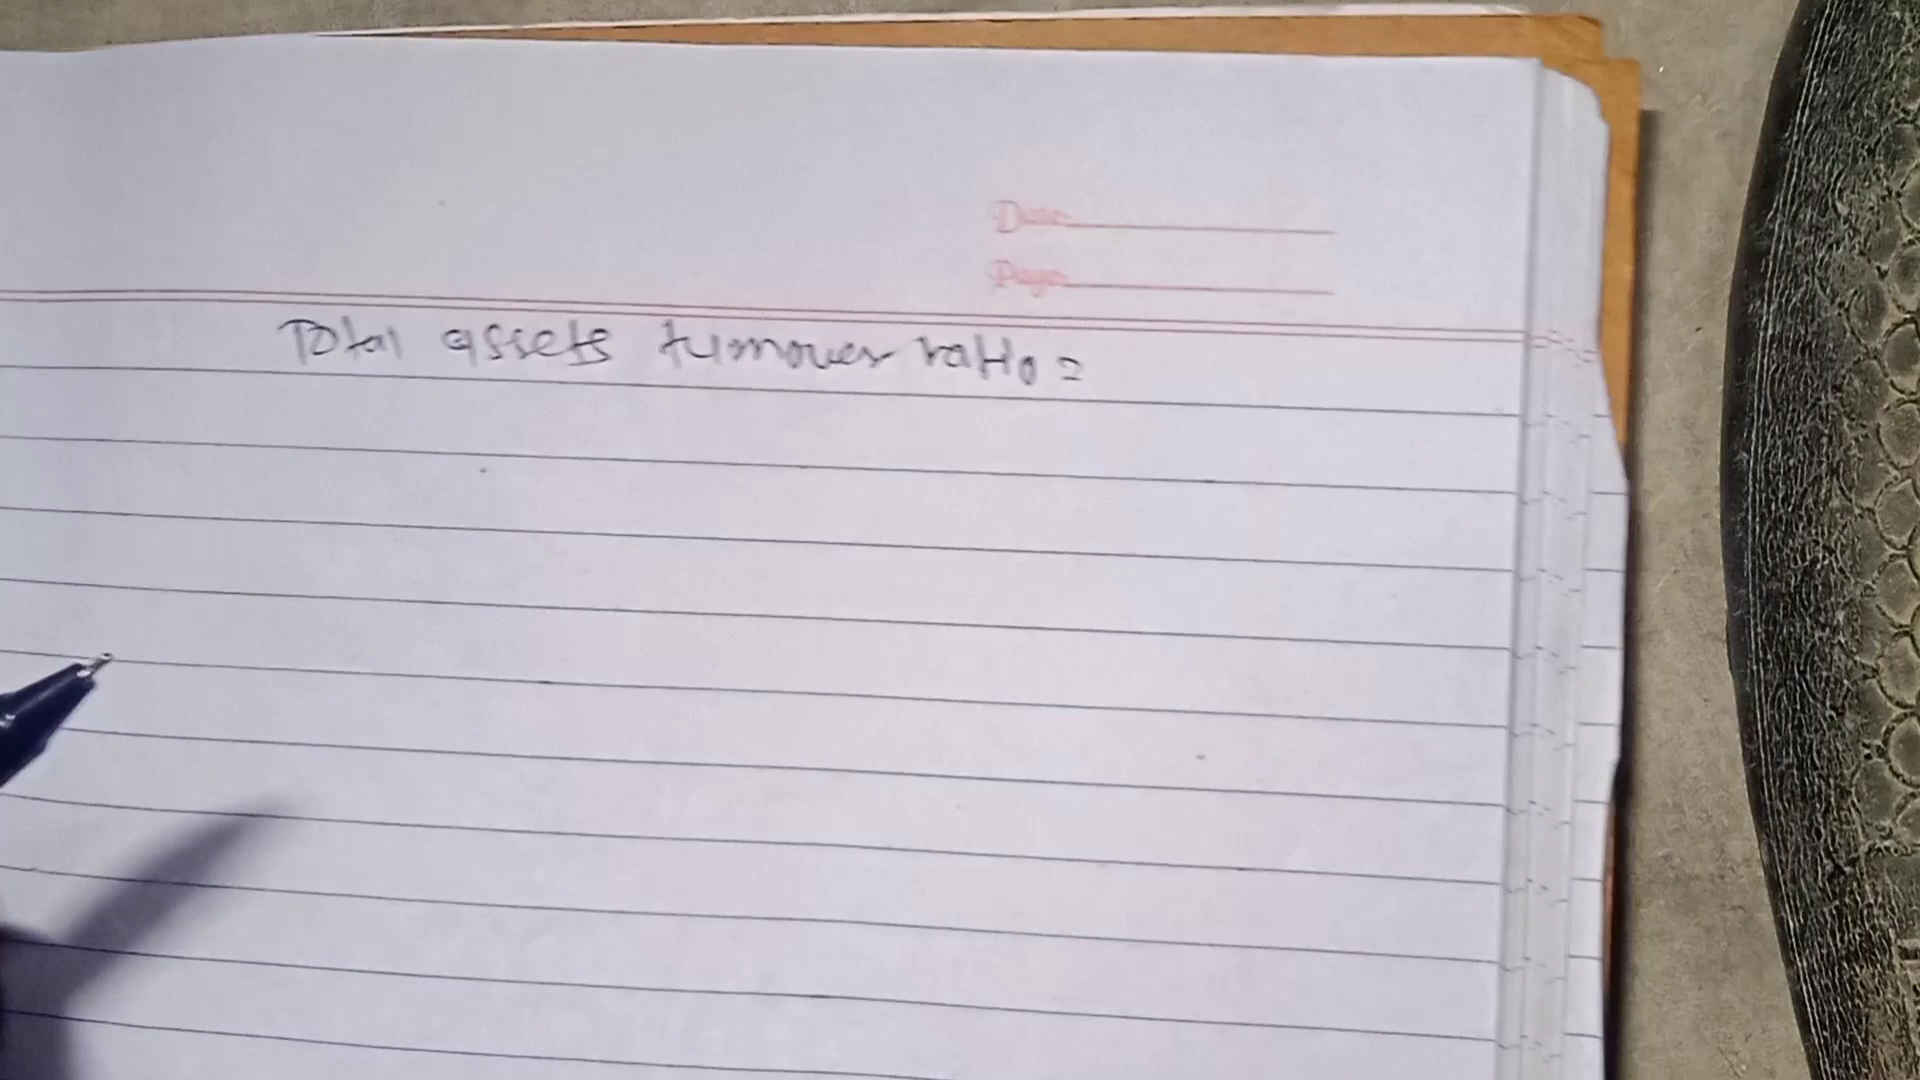 Date
Page
Total assets turnover ratio =